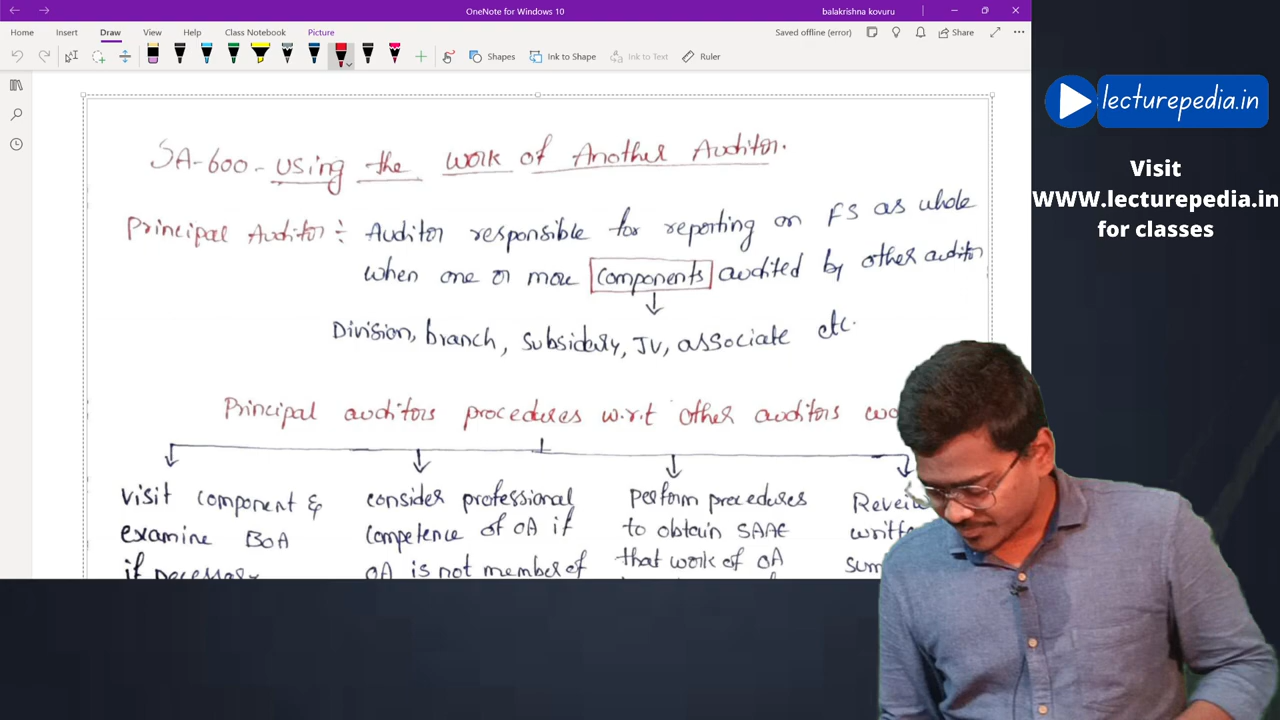 OneNote for Windows 10
balakrishna kovuru
Home Insert Draw View Help Class Notebook Picture
Saved offline (error)
Share
Shapes
Ink to Shape
Ink to Text
Ruler
lecturepedia.in
Visit
WWW.lecturepedia.in
for classes
SA-600 - Using the work of Another Auditor.
Principal Auditor ÷ Auditor responsible for reporting on FS as whole
when one or more components audited by other auditor
Division, branch, Subsidery, JV, associate etc.
Principal auditors procedures w.r.t other auditors
visit component &
examine BOA
if necessary
consider professional
competence of OA if
OA is not member of
perform procedures
to obtain SAAE
that work of OA